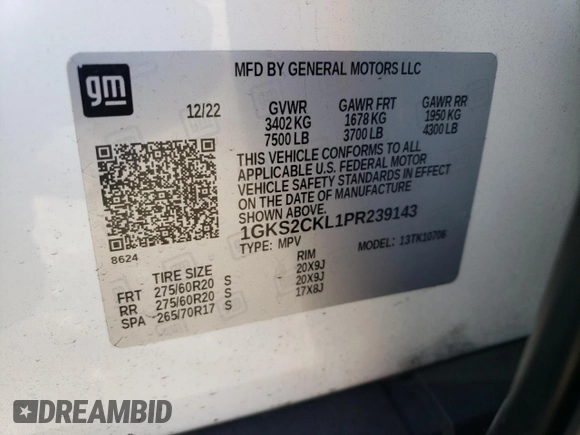 gm
MFD BY GENERAL MOTORS LLC
12/22 GVWR GAWR FRT GAWR RR
3402 KG 1678 KG 1950 KG
7500 LB 3700 LB 4300 LB
THIS VEHICLE CONFORMS TO ALL
APPLICABLE U.S. FEDERAL MOTOR
VEHICLE SAFETY STANDARDS IN EFFECT
ON THE DATE OF MANUFACTURE
SHOWN ABOVE.
1GKS2CKL1PR239143
TYPE: MPV MODEL: 13TK10706
8624
TIRE SIZE RIM
FRT 275/60R20 S 20X9J
RR 275/60R20 S 20X9J
SPA 265/70R17 S 17X8J
DREAMBID